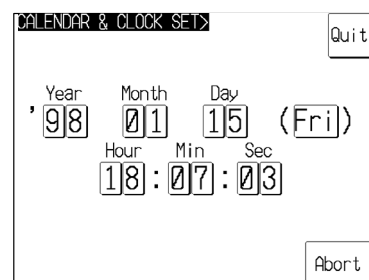 CALENDAR & CLOCK SET>
Quit
Year Month Day
'98 01 15 (Fri)
Hour Min Sec
18:07:03
Abort